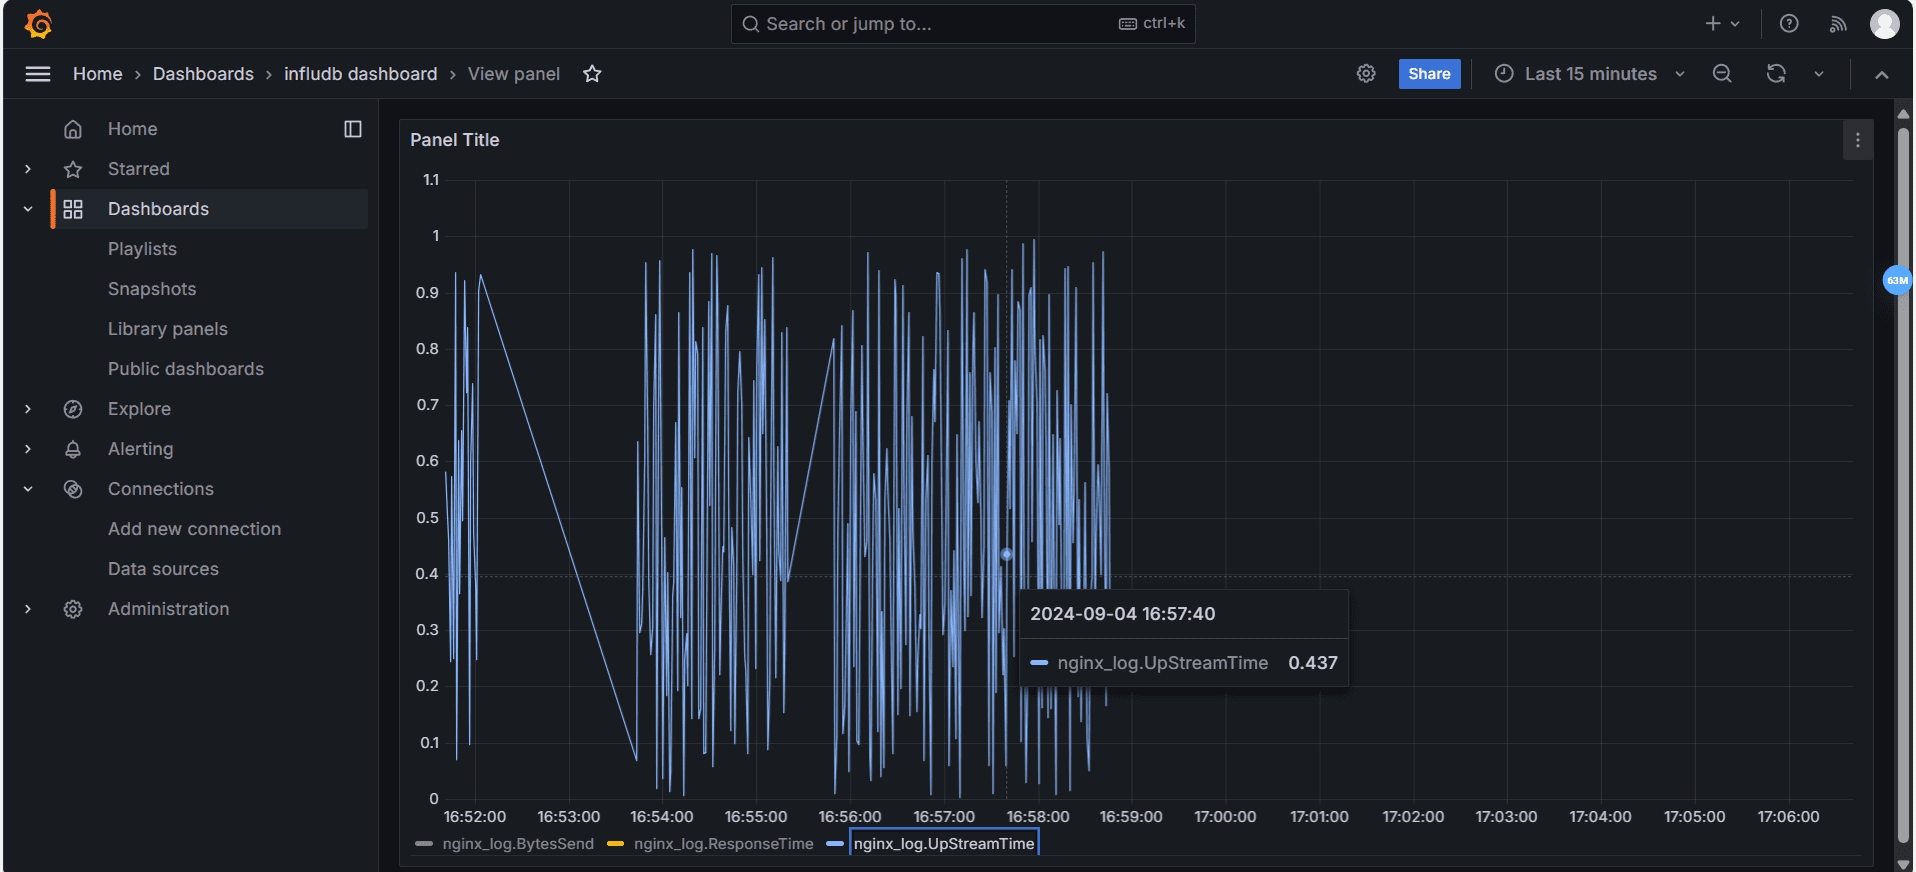 Search or jump to... ctrl+k
Home › Dashboards › infludb dashboard › View panel
Share
Last 15 minutes
Home
Starred
Dashboards
Playlists
Snapshots
Library panels
Public dashboards
Explore
Alerting
Connections
Add new connection
Data sources
Administration
Panel Title
1.1
1
0.9
0.8
0.7
0.6
0.5
0.4
0.3
0.2
0.1
0
16:52:00 16:53:00 16:54:00 16:55:00 16:56:00 16:57:00 16:58:00 16:59:00 17:00:00 17:01:00 17:02:00 17:03:00 17:04:00 17:05:00 17:06:00
2024-09-04 16:57:40
nginx_log.UpStreamTime 0.437
nginx_log.BytesSend nginx_log.ResponseTime nginx_log.UpStreamTime
63M